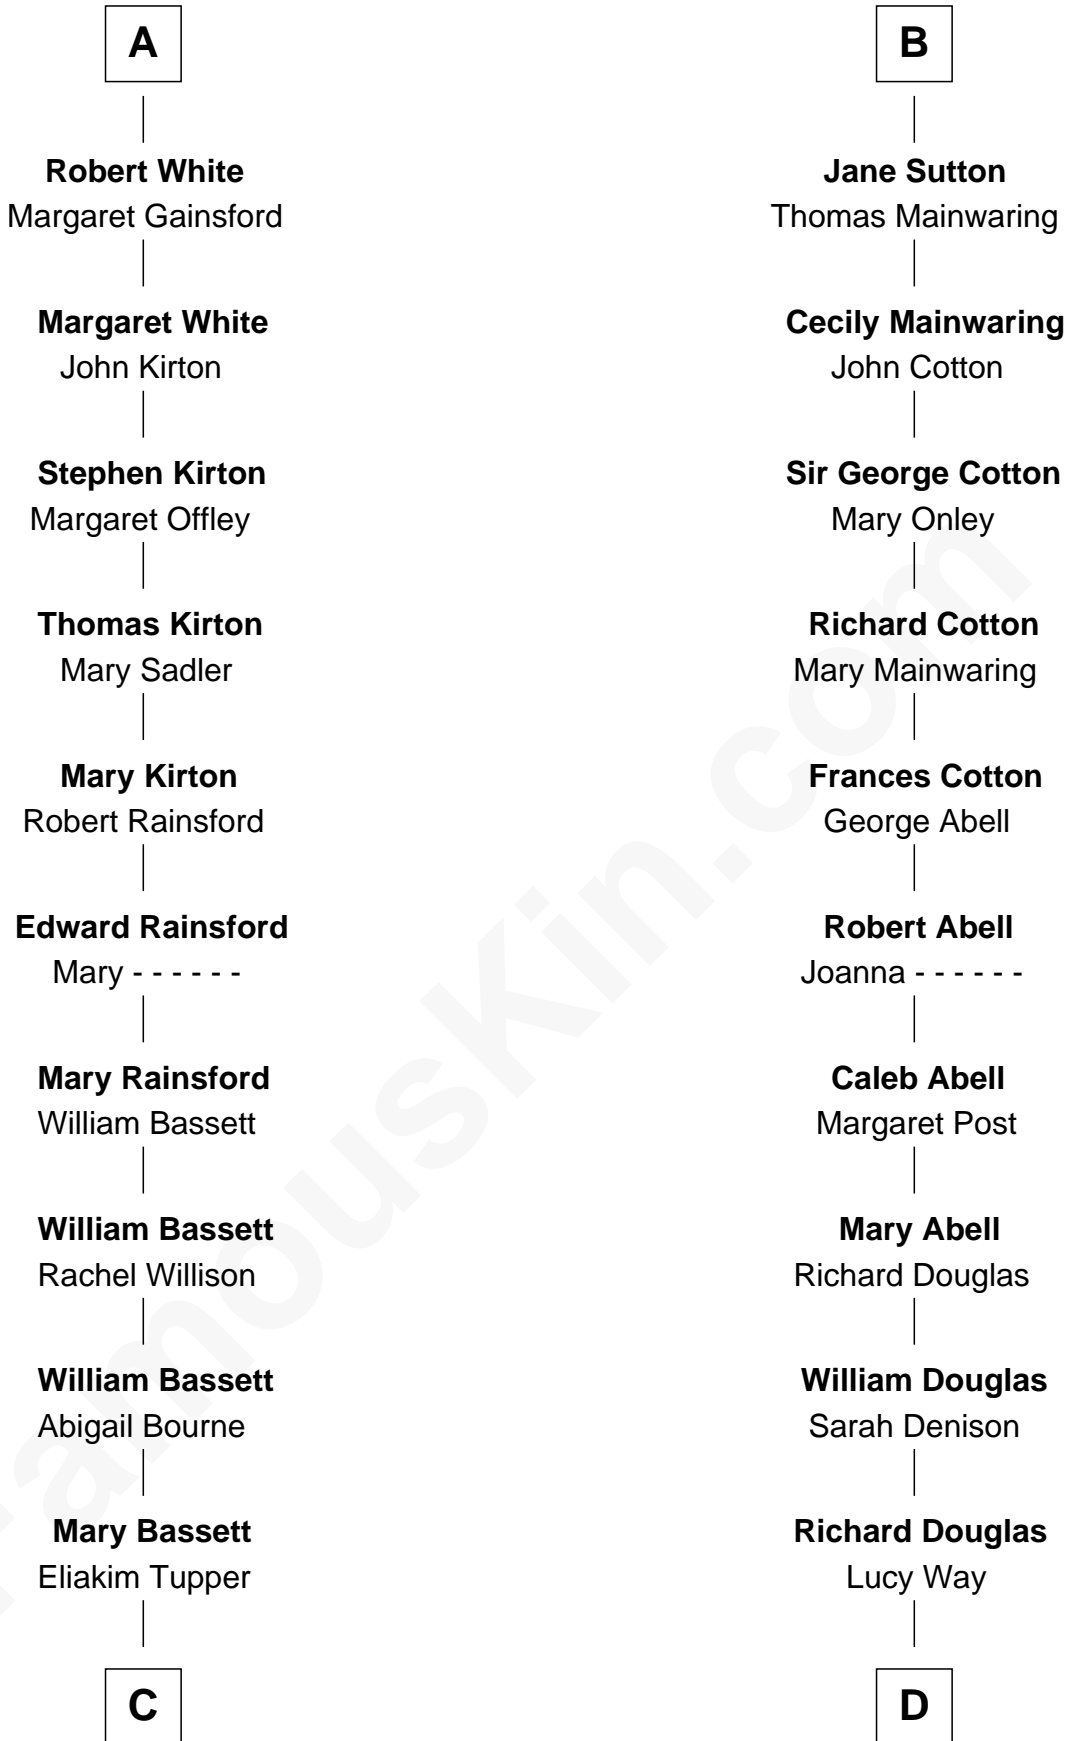 A
Robert White
Margaret Gainsford
Margaret White
John Kirton
Stephen Kirton
Margaret Offley
Thomas Kirton
Mary Sadler
Mary Kirton
Robert Rainsford
Edward Rainsford
Mary - - - - - -
Mary Rainsford
William Bassett
William Bassett
Rachel Willison
William Bassett
Abigail Bourne
Mary Bassett
Eliakim Tupper
C
B
Jane Sutton
Thomas Mainwaring
Cecily Mainwaring
John Cotton
Sir George Cotton
Mary Onley
Richard Cotton
Mary Mainwaring
Frances Cotton
George Abell
Robert Abell
Joanna - - - - - -
Caleb Abell
Margaret Post
Mary Abell
Richard Douglas
William Douglas
Sarah Denison
Richard Douglas
Lucy Way
D
FamousKin.com